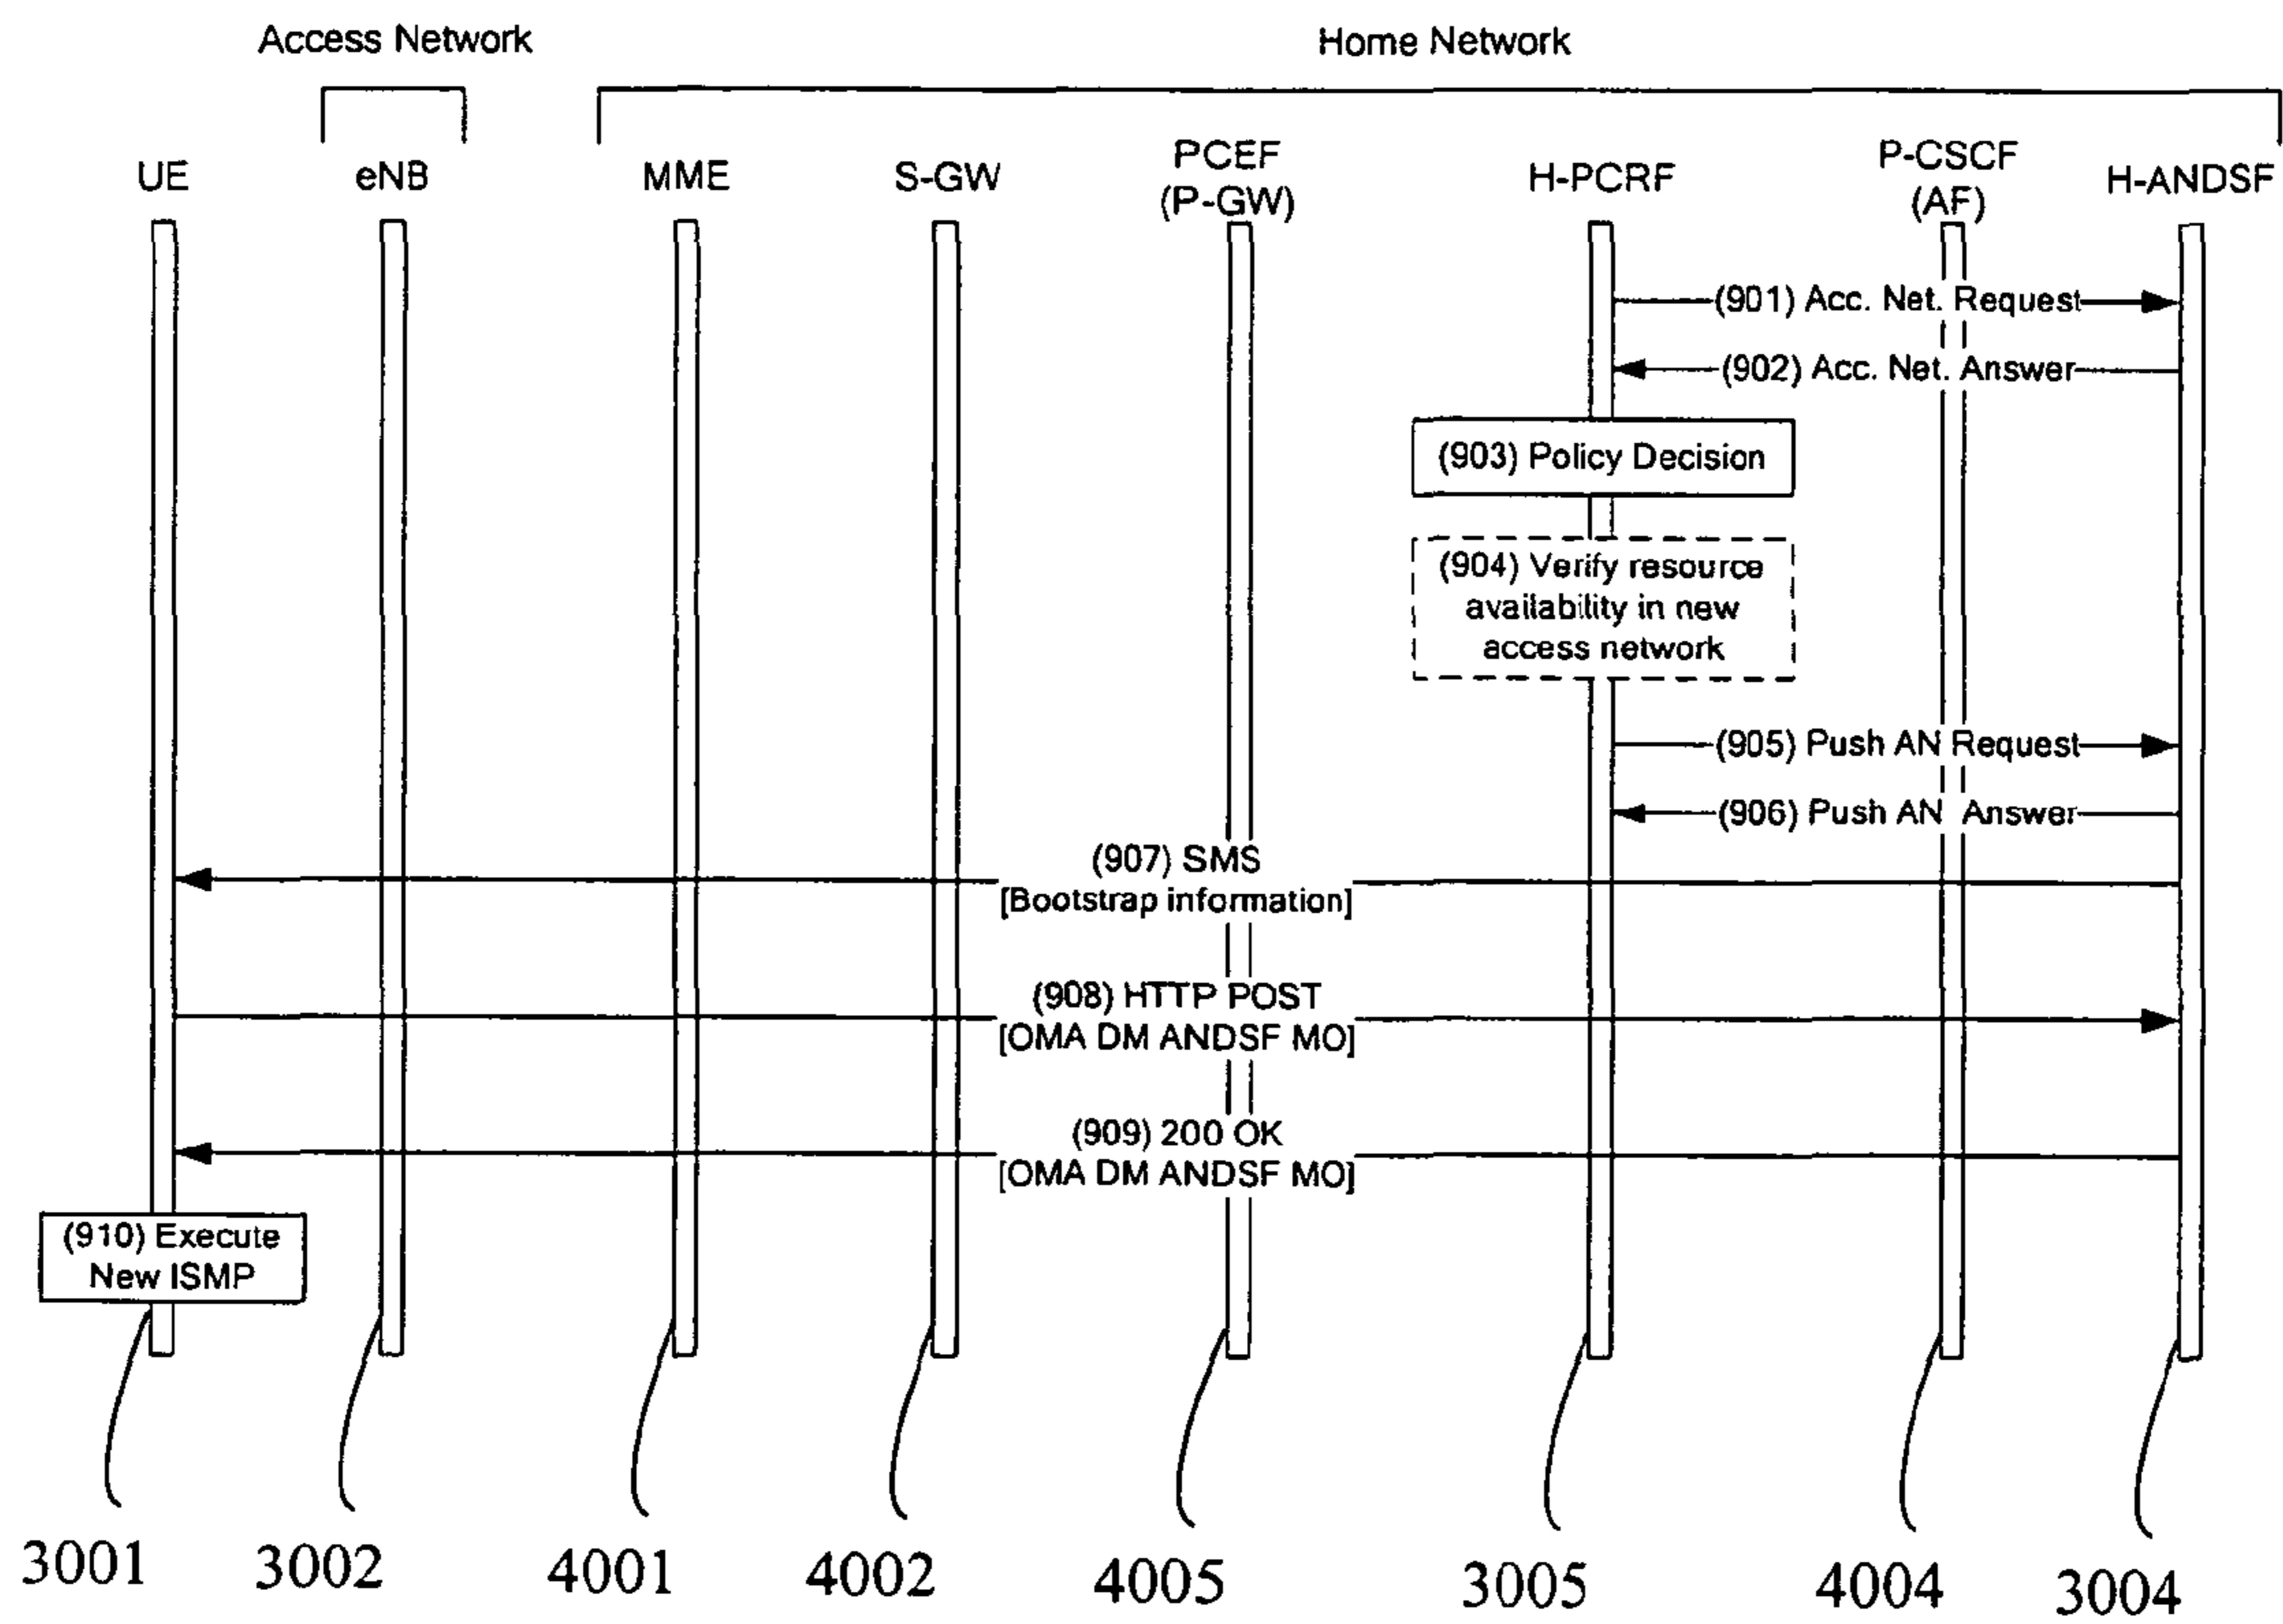 Access Network
Home Network
UE
eNB
MME
S-GW
PCEF
(P-GW)
H-PCRF
P-CSCF
(AF)
H-ANDSF
(901) Acc. Net. Request
(902) Acc. Net. Answer
(903) Policy Decision
(904) Verify resource
availability in new
access network
(905) Push AN Request
(906) Push AN Answer
(907) SMS
[Bootstrap information]
(908) HTTP POST
[OMA DM ANDSF MO]
(909) 200 OK
[OMA DM ANDSF MO]
(910) Execute
New ISMP
3001
3002
4001
4002
4005
3005
4004
3004